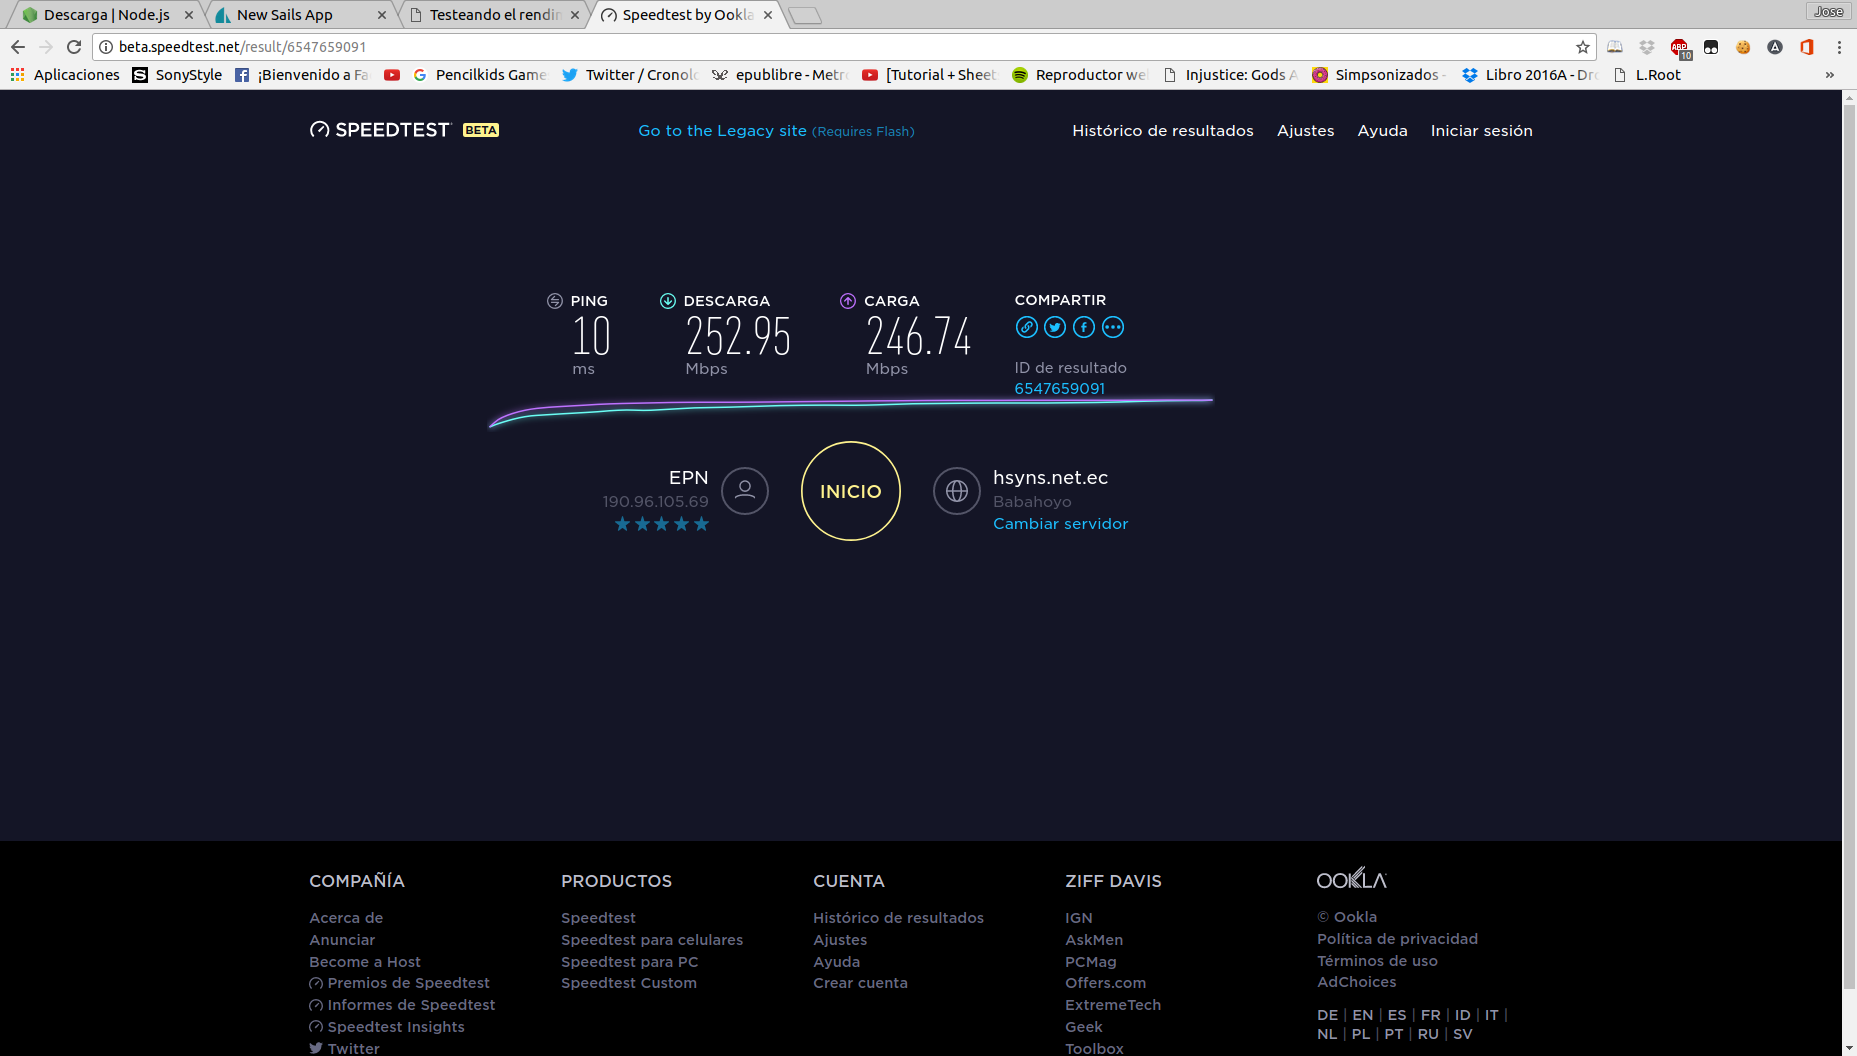 Descarga | Node.js
New Sails App
Testeando el rendi
Speedtest by Ookla
Jose
beta.speedtest.net/result/6547659091
ABP
10
Aplicaciones
SonyStyle
¡Bienvenido a Fa
Pencilkids Game
Twitter / Cronolo
epublibre - Metro
[Tutorial + Sheet
Reproductor we
Injustice: Gods A
Simpsonizados -
Libro 2016A - Dro
L.Root
»
SPEEDTEST BETA
Go to the Legacy site (Requires Flash)
Histórico de resultados
Ajustes
Ayuda
Iniciar sesión
PING
10
ms
DESCARGA
252.95
Mbps
CARGA
246.74
Mbps
COMPARTIR
ID de resultado
6547659091
EPN
190.96.105.69
INICIO
hsyns.net.ec
Babahoyo
Cambiar servidor
COMPAÑÍA
Acerca de
Anunciar
Become a Host
Premios de Speedtest
Informes de Speedtest
Speedtest Insights
Twitter
PRODUCTOS
Speedtest
Speedtest para celulares
Speedtest para PC
Speedtest Custom
CUENTA
Histórico de resultados
Ajustes
Ayuda
Crear cuenta
ZIFF DAVIS
IGN
AskMen
PCMag
Offers.com
ExtremeTech
Geek
Toolbox
OOKLA
© Ookla
Política de privacidad
Términos de uso
AdChoices
DE | EN | ES | FR | ID | IT |
NL | PL | PT | RU | SV